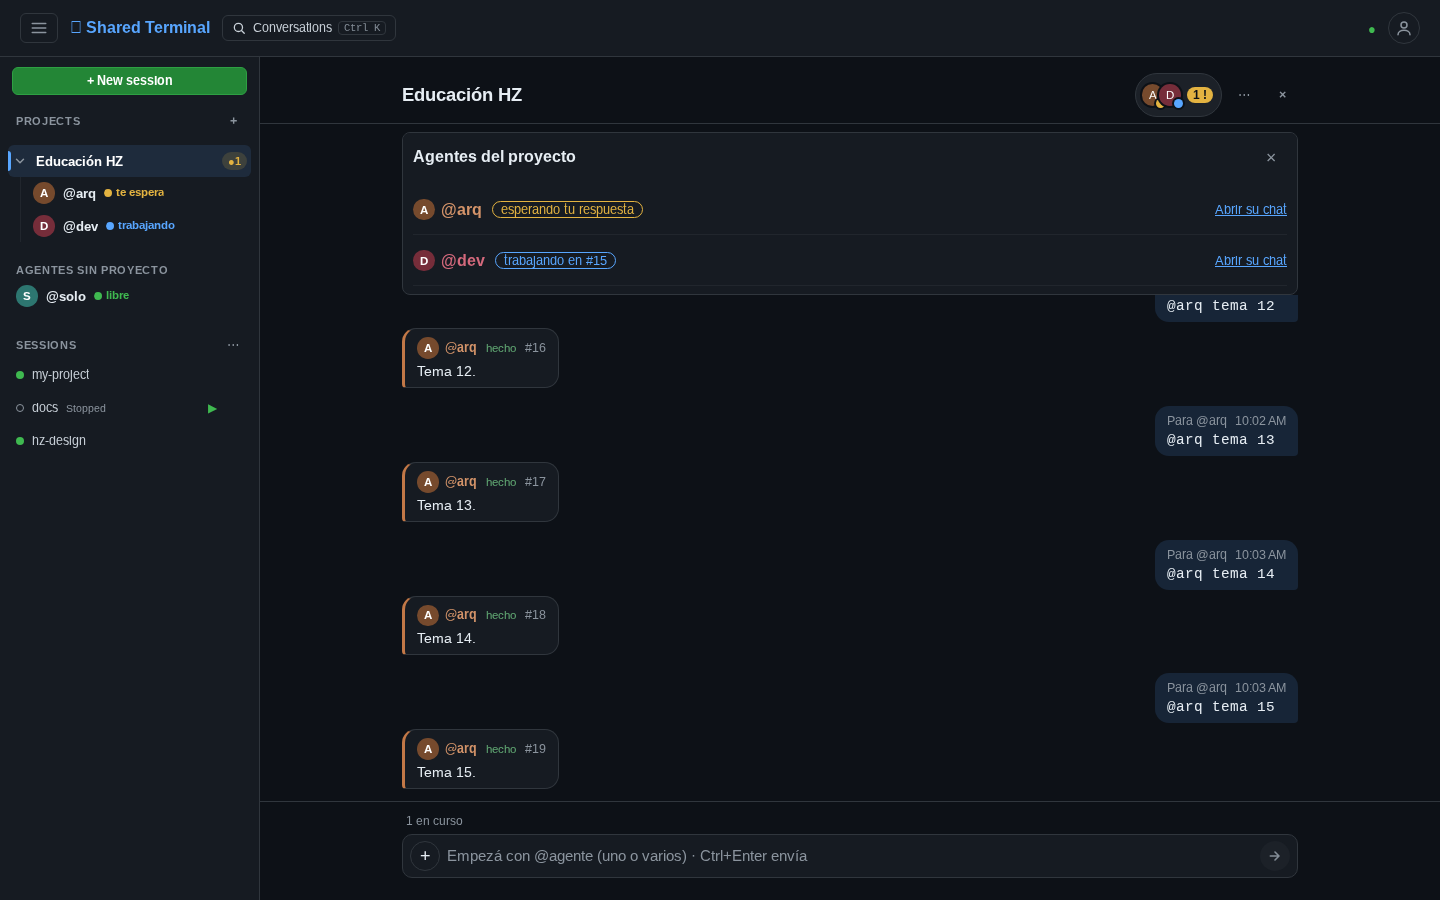 Shared Terminal
Conversations Ctrl K
+ New session
PROJECTS +
Educación HZ 1
A @arq te espera
D @dev trabajando
AGENTES SIN PROYECTO
S @solo libre
SESSIONS ···
my-project
docs Stopped
hz-design
Educación HZ
A D 1 ! ··· ×
Agentes del proyecto ×
A @arq esperando tu respuesta Abrir su chat
D @dev trabajando en #15 Abrir su chat
@arq tema 12
A @arq hecho #16
Tema 12.
Para @arq 10:02 AM
@arq tema 13
A @arq hecho #17
Tema 13.
Para @arq 10:03 AM
@arq tema 14
A @arq hecho #18
Tema 14.
Para @arq 10:03 AM
@arq tema 15
A @arq hecho #19
Tema 15.
1 en curso
+ Empezá con @agente (uno o varios) · Ctrl+Enter envía